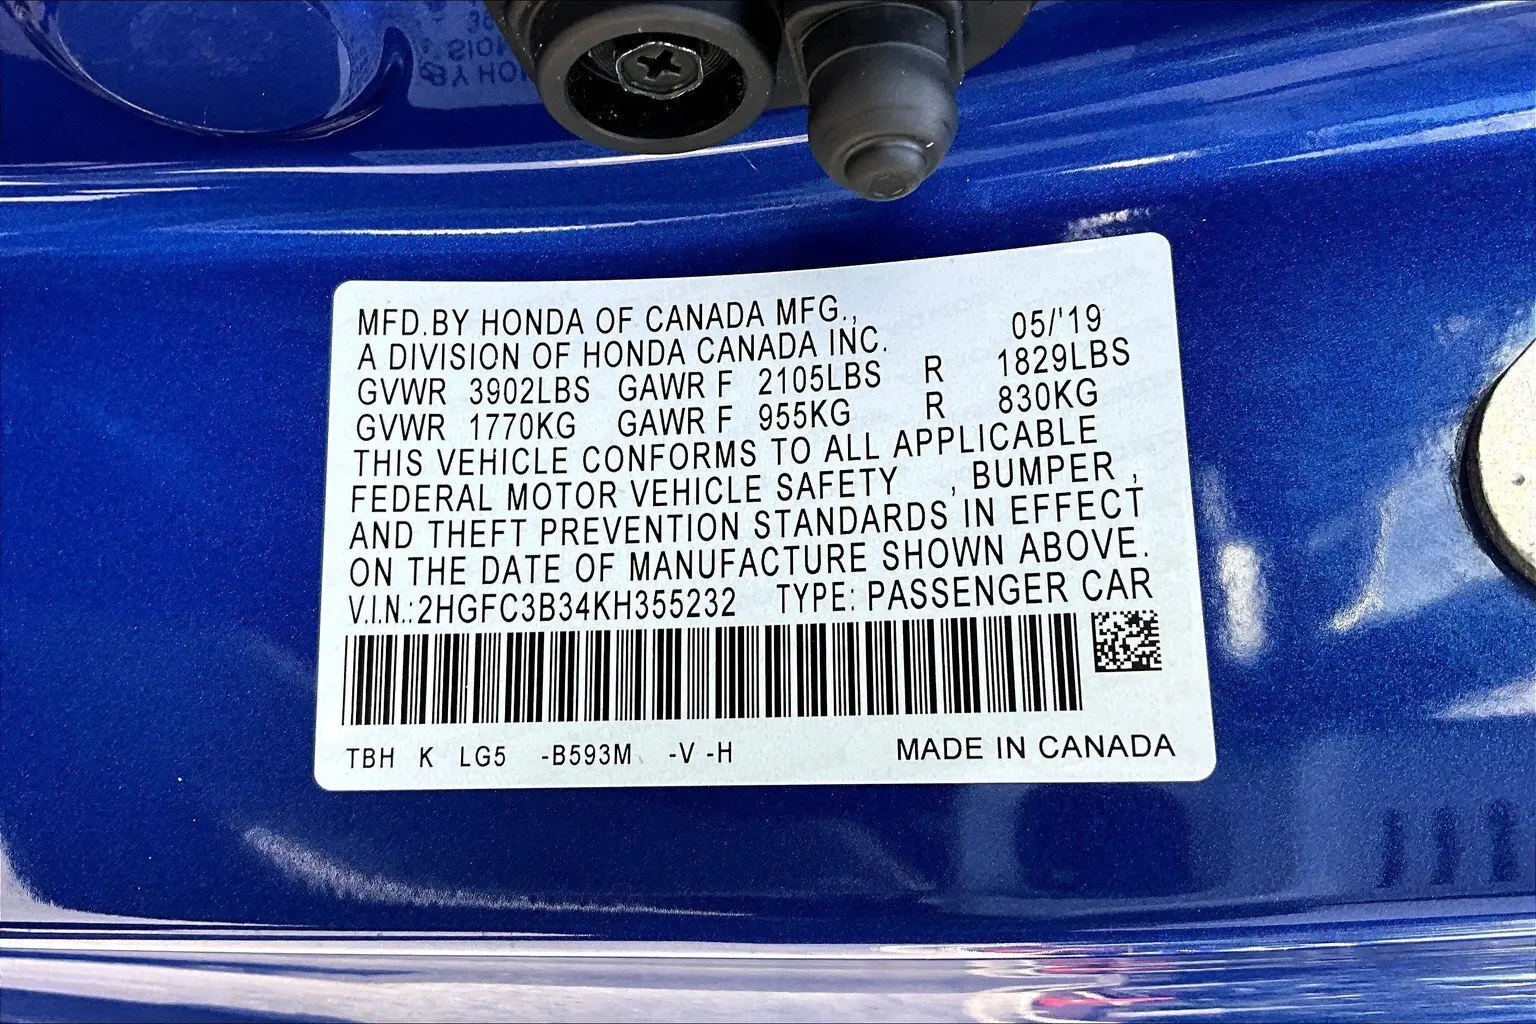 MFD.BY HONDA OF CANADA MFG., 05/'19
A DIVISION OF HONDA CANADA INC.
GVWR 3902LBS GAWR F 2105LBS R 1829LBS
GVWR 1770KG GAWR F 955KG R 830KG
THIS VEHICLE CONFORMS TO ALL APPLICABLE
FEDERAL MOTOR VEHICLE SAFETY , BUMPER ,
AND THEFT PREVENTION STANDARDS IN EFFECT
ON THE DATE OF MANUFACTURE SHOWN ABOVE.
V.I.N.:2HGFC3B34KH355232 TYPE: PASSENGER CAR
TBH K LG5 -B593M -V -H MADE IN CANADA